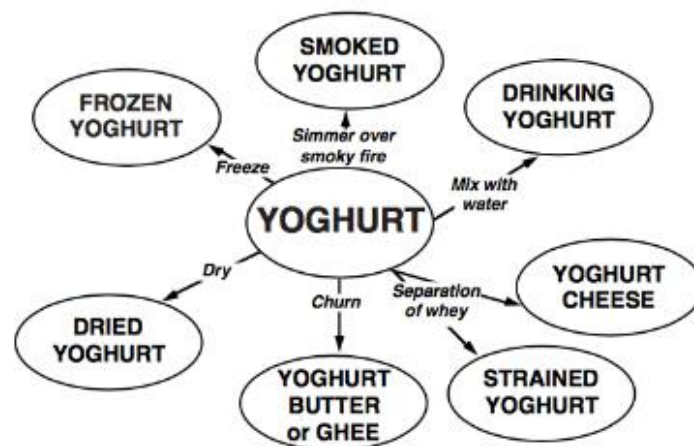 SMOKED
YOGHURT
FROZEN
YOGHURT
DRINKING
YOGHURT
Simmer over
smoky fire
Freeze
Mix with
water
YOGHURT
Dry
Churn
Separation
of whey
YOGHURT
CHEESE
DRIED
YOGHURT
YOGHURT
BUTTER
or GHEE
STRAINED
YOGHURT